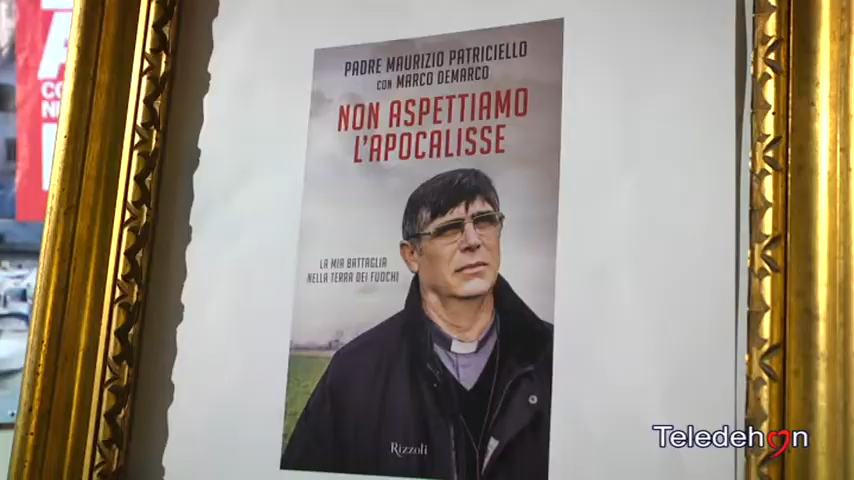 PADRE MAURIZIO PATRICIELLO
CON MARCO DEMARCO
NON ASPETTIAMO
L'APOCALISSE
LA MIA BATTAGLIA
NELLA TERRA DEI FUOCHI
Rizzoli
Teledehon